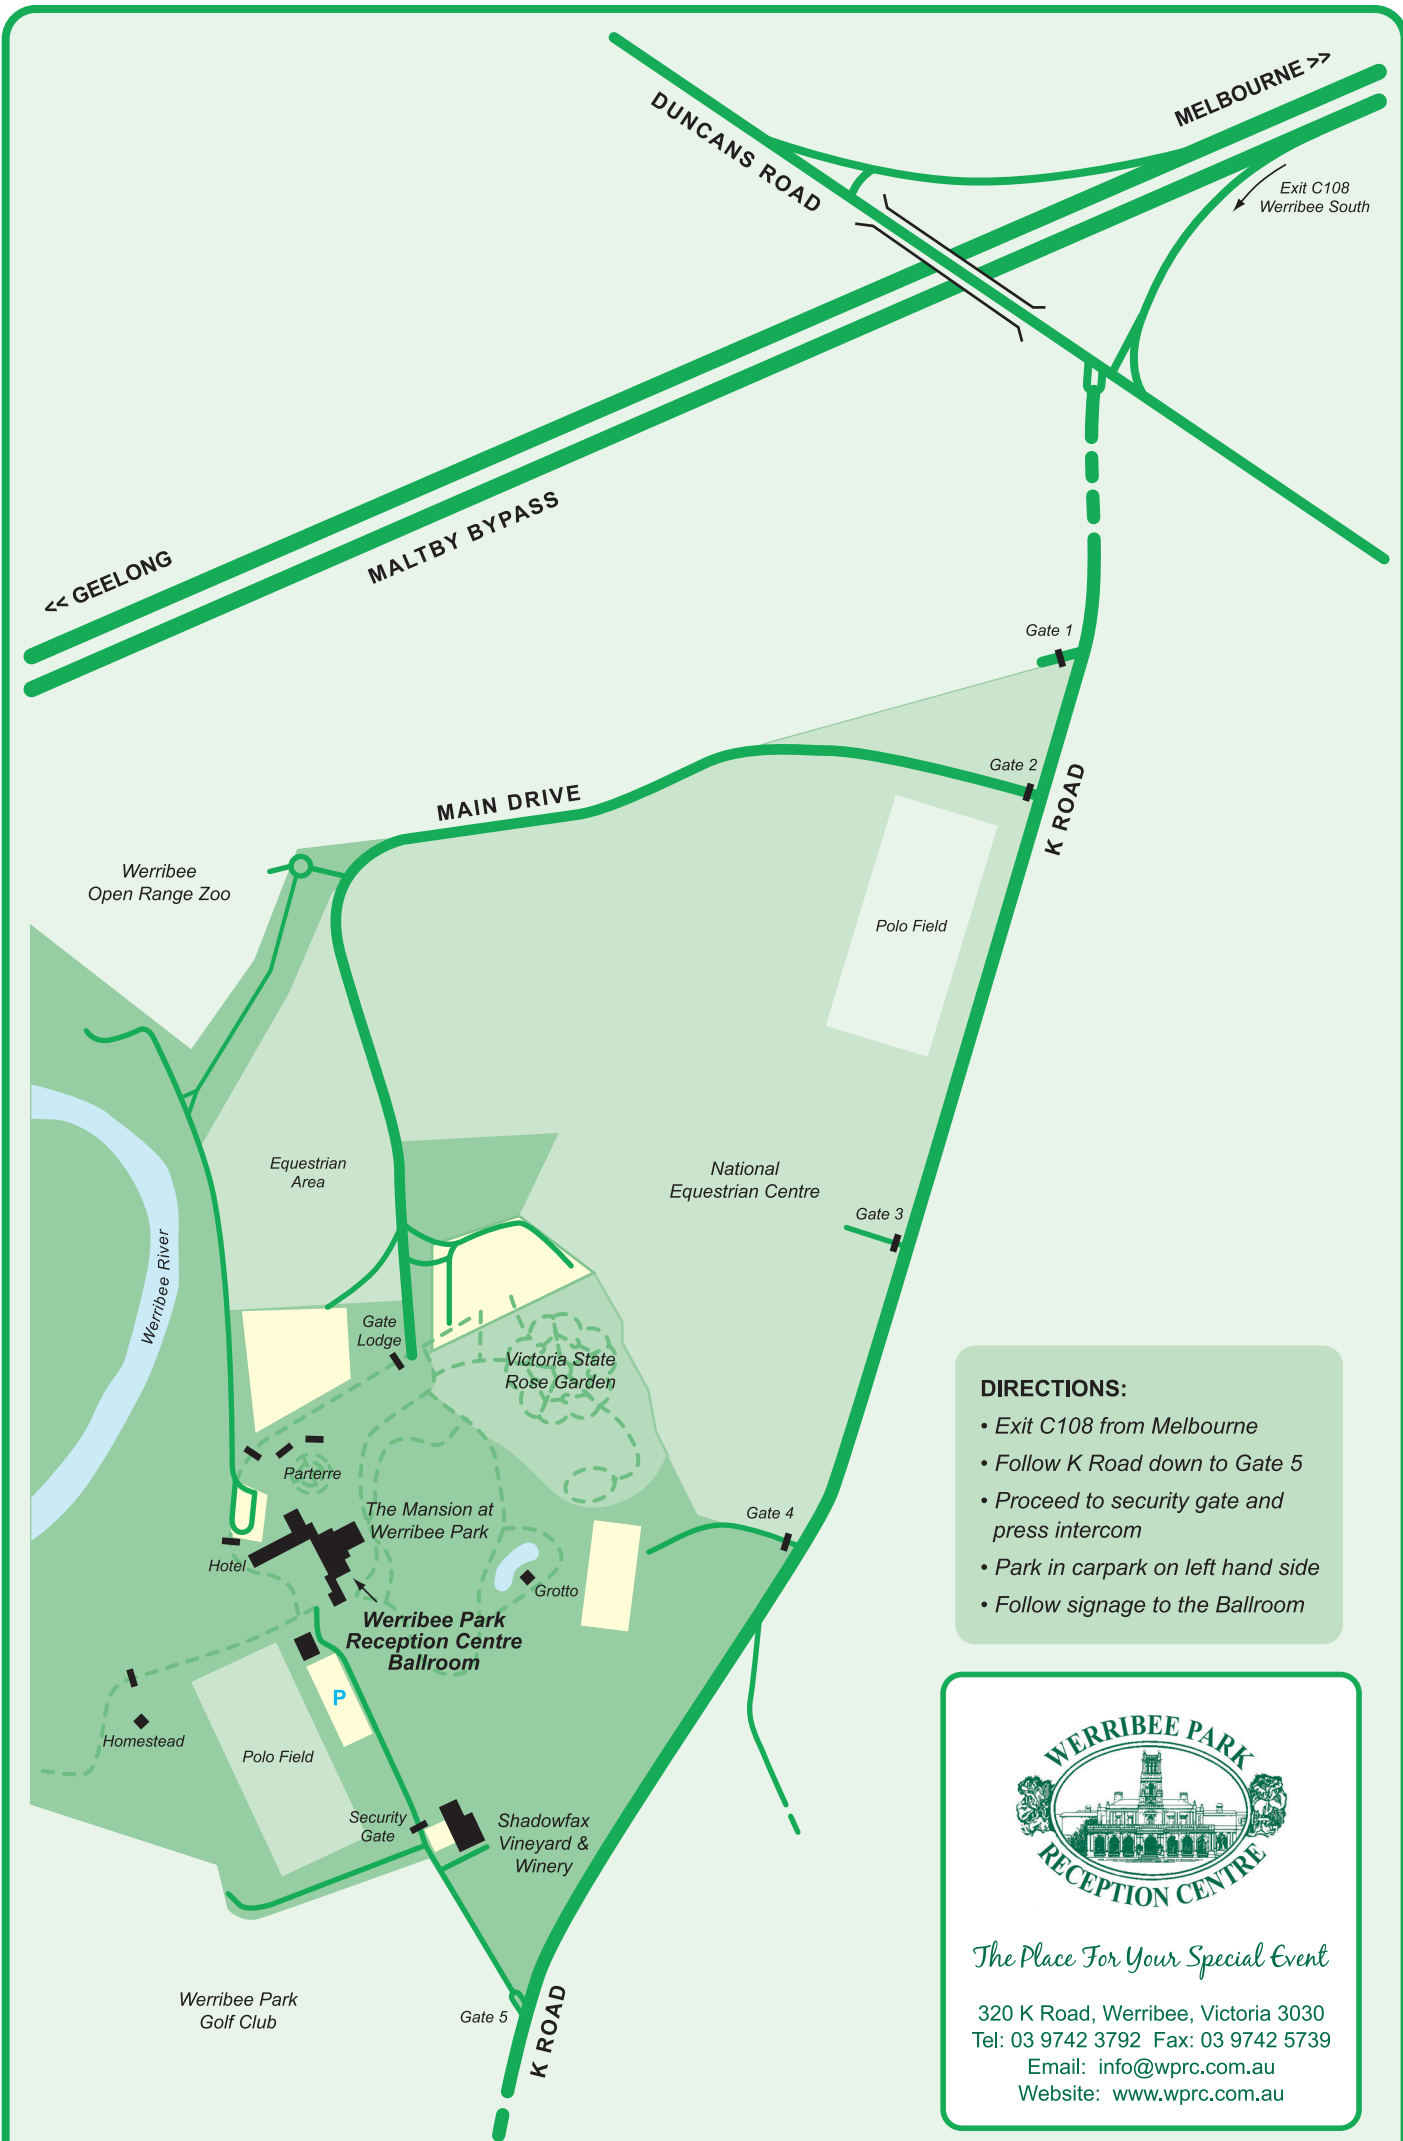 MELBOURNE >>
DUNCANS ROAD
Exit C108
Werribee South
<< GEELONG
MALTBY BYPASS
Gate 1
Gate 2
K ROAD
MAIN DRIVE
Werribee
Open Range Zoo
Polo Field
Equestrian
Area
National
Equestrian Centre
Gate 3
Werribee River
Gate
Lodge
Victoria State
Rose Garden
DIRECTIONS:
• Exit C108 from Melbourne
• Follow K Road down to Gate 5
• Proceed to security gate and
press intercom
• Park in carpark on left hand side
• Follow signage to the Ballroom
Parterre
The Mansion at
Werribee Park
Gate 4
Hotel
Grotto
Werribee Park
Reception Centre
Ballroom
P
Homestead
Polo Field
Security
Gate
Shadowfax
Vineyard &
Winery
Werribee Park
Golf Club
Gate 5
K ROAD
WERRIBEE PARK
RECEPTION CENTRE
The Place For Your Special Event
320 K Road, Werribee, Victoria 3030
Tel: 03 9742 3792  Fax: 03 9742 5739
Email:  info@wprc.com.au
Website:  www.wprc.com.au